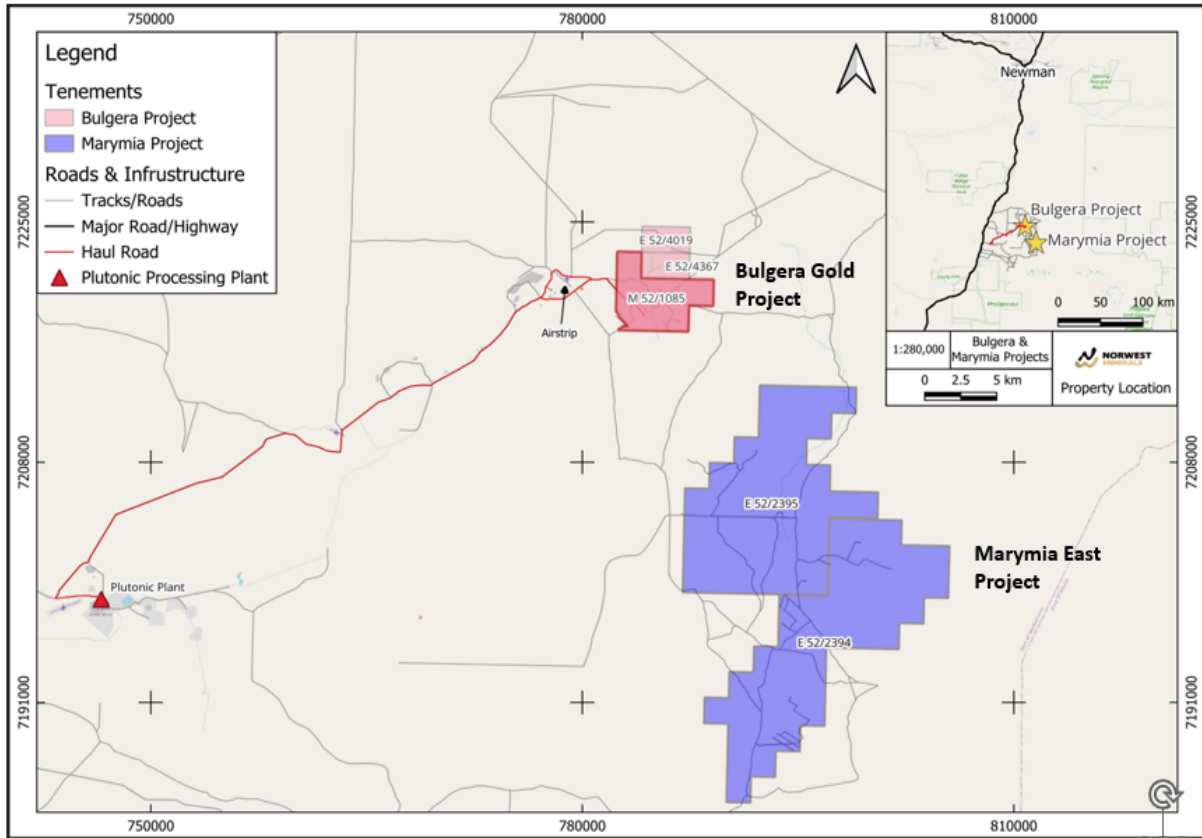 750000
780000
810000
Legend
Tenements
Bulgera Project
Marymia Project
Roads & Infrustructure
Tracks/Roads
Major Road/Highway
Haul Road
Plutonic Processing Plant
Newman
Bulgera Project
Marymia Project
0 50 100 km
1:280,000
Bulgera &
Marymia Projects
0 2.5 5 km
NORWEST
MINERALS
Property Location
7225000
7225000
E 52/4019
E 52/4367
M 52/1085
Bulgera Gold
Project
Airstrip
7208000
7208000
E 52/2395
Marymia East
Project
Plutonic Plant
E 52/2394
7191000
7191000
750000
780000
810000